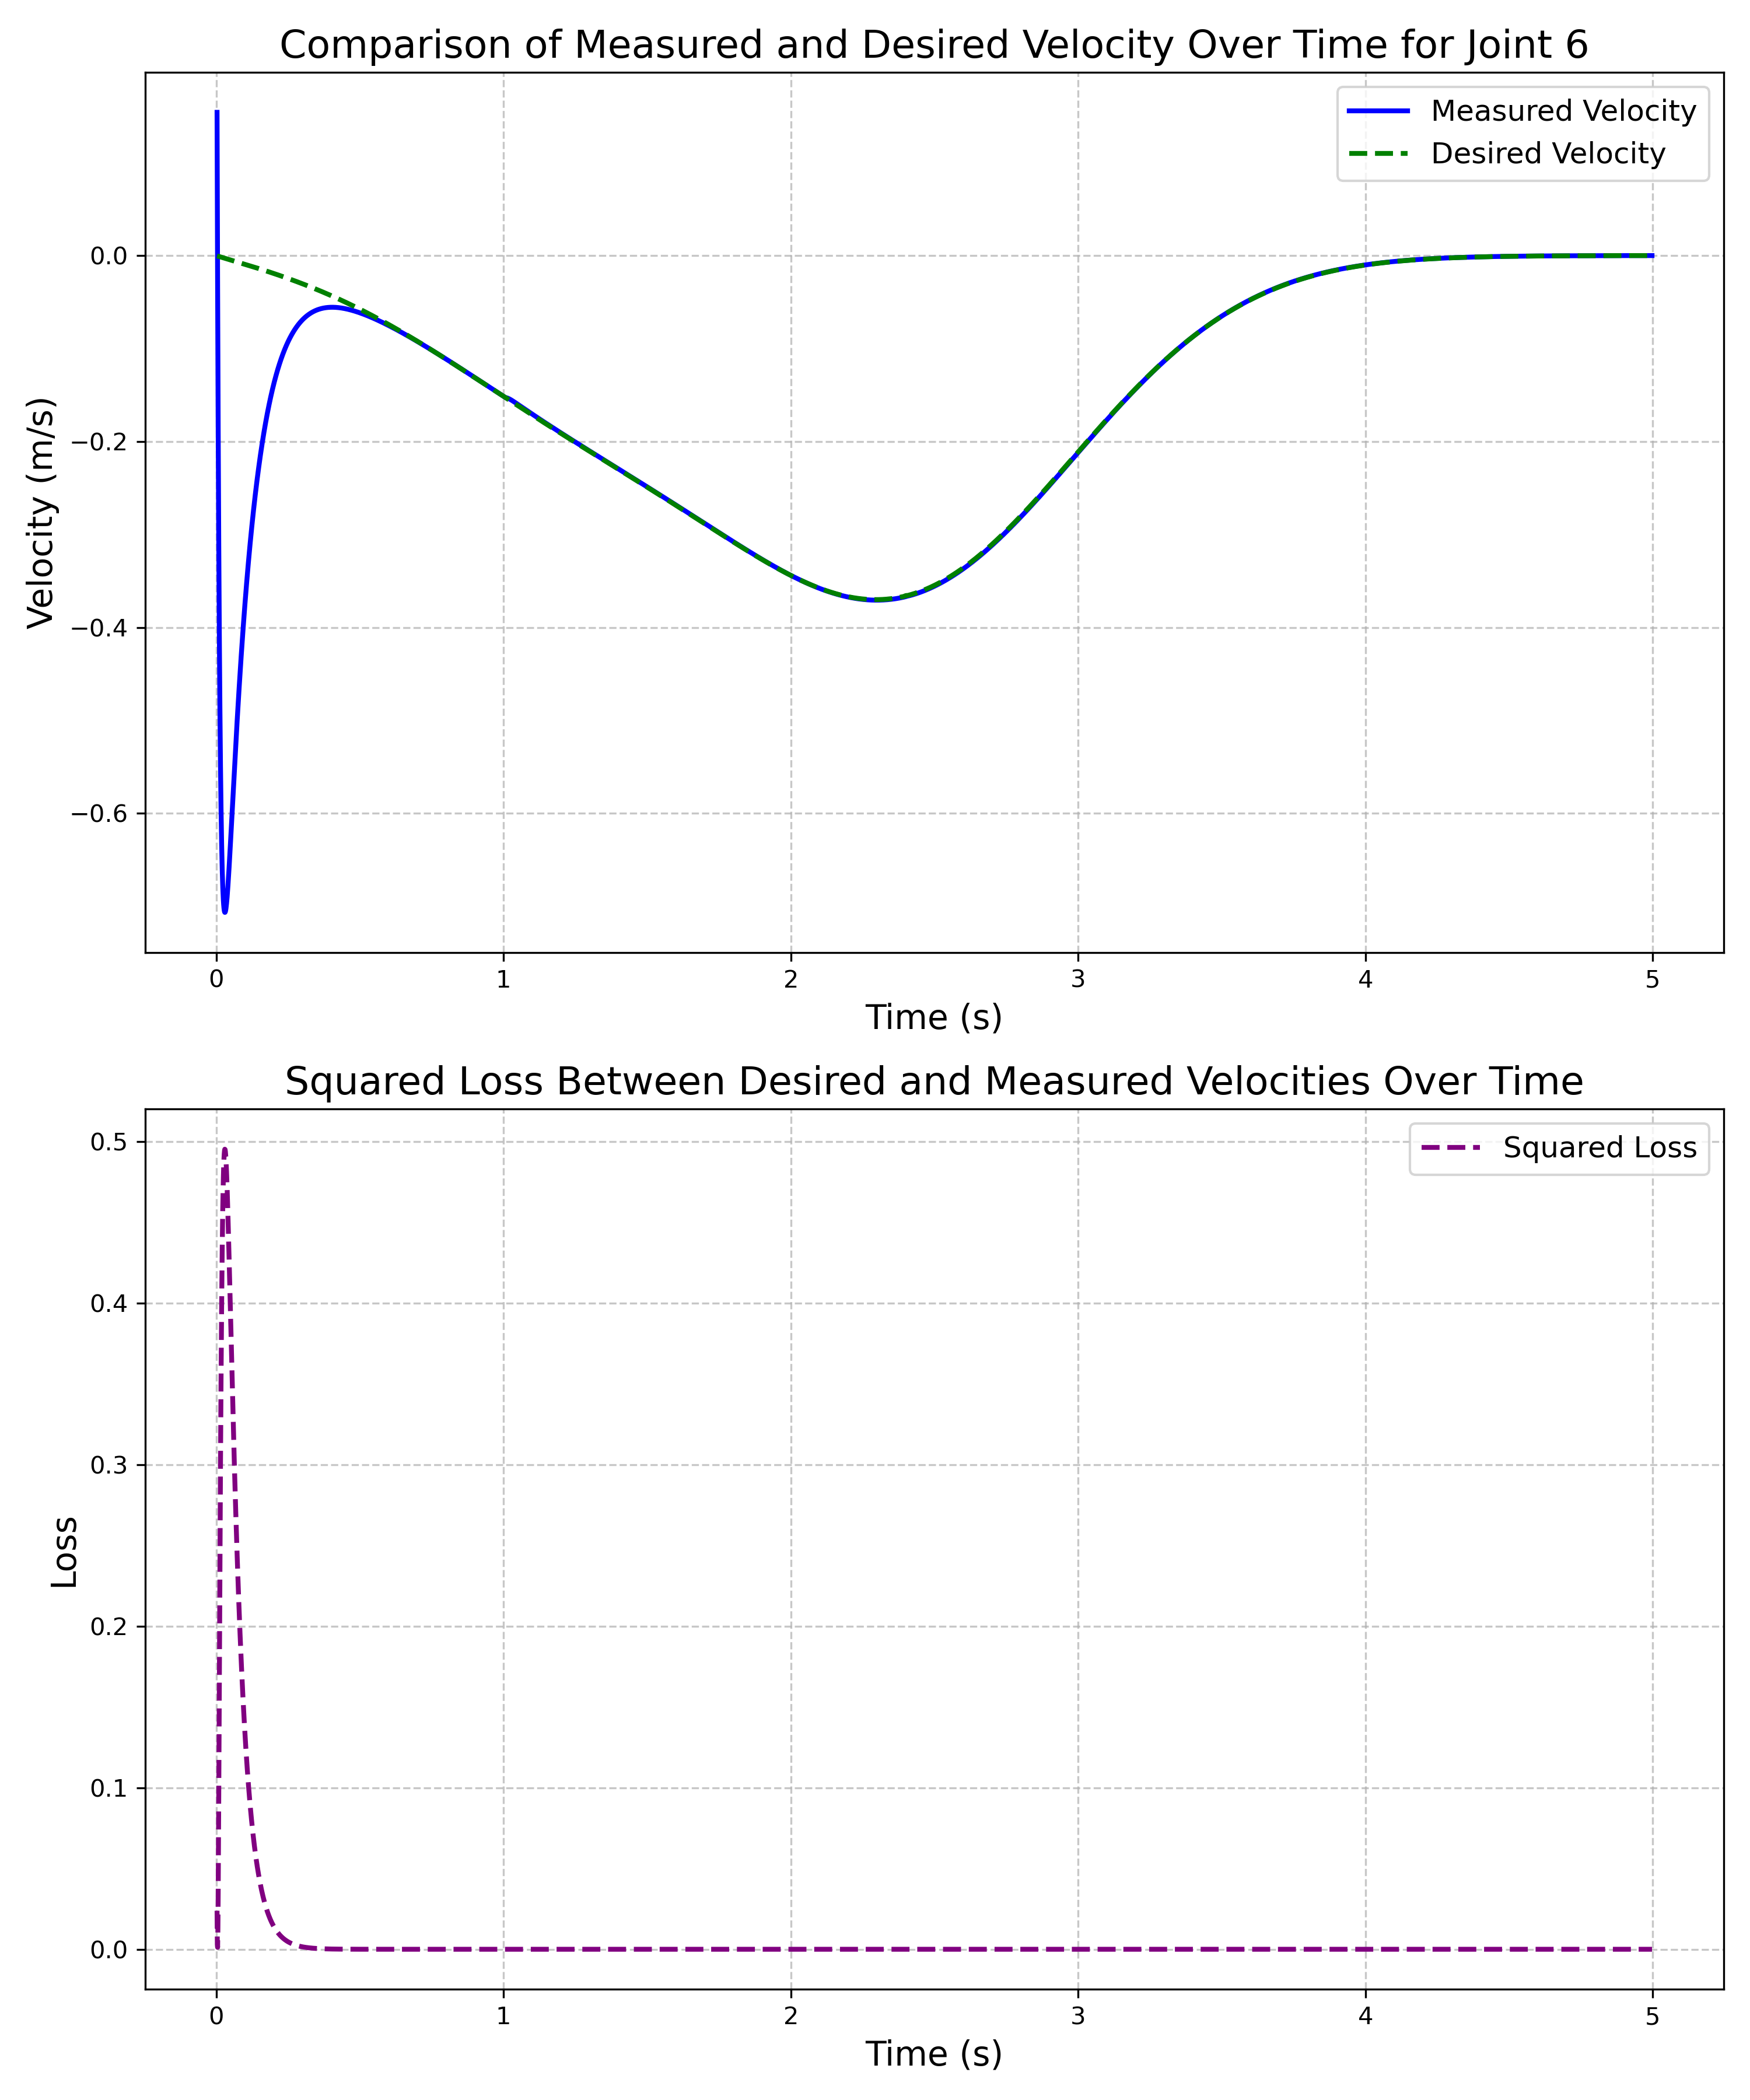 Comparison of Measured and Desired Velocity Over Time for Joint 6
Measured Velocity
Desired Velocity
Velocity (m/s)
0.0
−0.2
−0.4
−0.6
0 1 2 3 4 5
Time (s)
Squared Loss Between Desired and Measured Velocities Over Time
Squared Loss
Loss
0.5
0.4
0.3
0.2
0.1
0.0
0 1 2 3 4 5
Time (s)